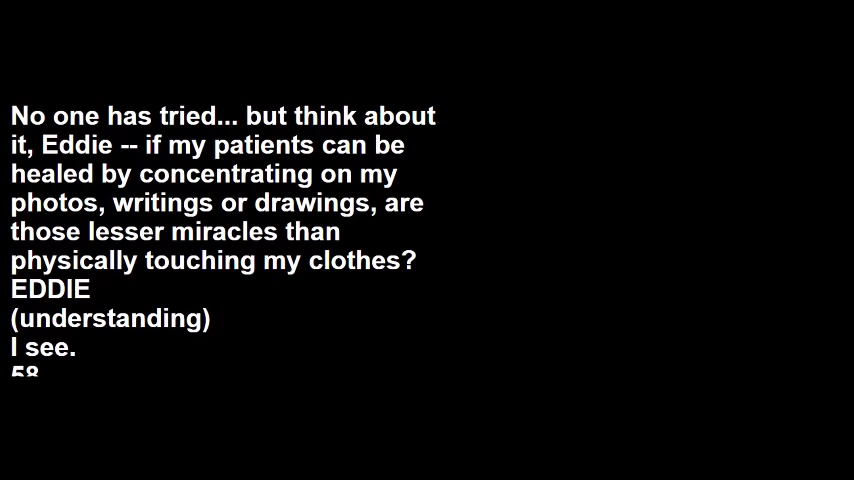 No one has tried... but think about
it, Eddie -- if my patients can be
healed by concentrating on my
photos, writings or drawings, are
those lesser miracles than
physically touching my clothes?
EDDIE
(understanding)
I see.
58